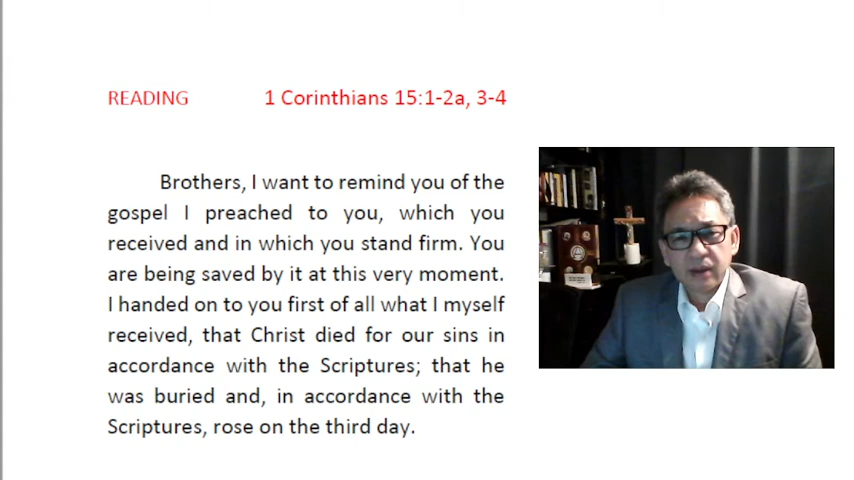 READING 1 Corinthians 15:1-2a, 3-4
Brothers, I want to remind you of the
gospel I preached to you, which you
received and in which you stand firm. You
are being saved by it at this very moment.
I handed on to you first of all what I myself
received, that Christ died for our sins in
accordance with the Scriptures; that he
was buried and, in accordance with the
Scriptures, rose on the third day.